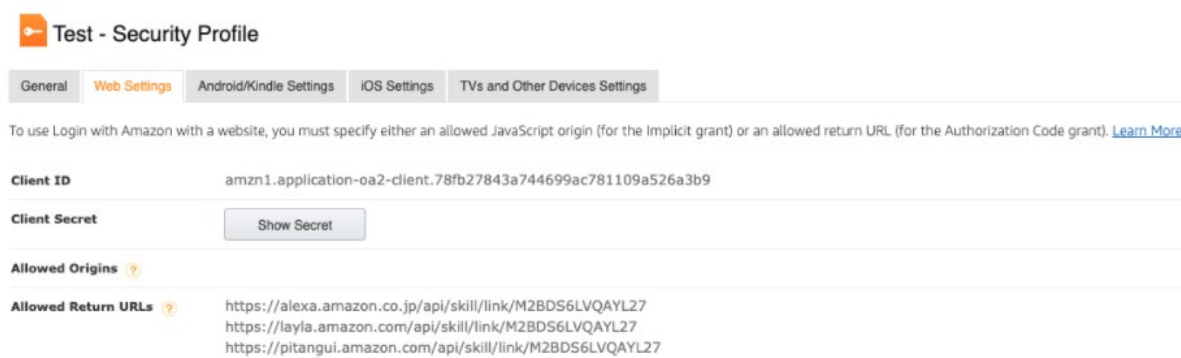 Test - Security Profile
General Web Settings Android/Kindle Settings iOS Settings TVs and Other Devices Settings
To use Login with Amazon with a website, you must specify either an allowed JavaScript origin (for the Implicit grant) or an allowed return URL (for the Authorization Code grant). Learn More
Client ID amzn1.application-oa2-client.78fb27843a744699ac781109a526a3b9
Client Secret Show Secret
Allowed Origins ?
Allowed Return URLs ? https://alexa.amazon.co.jp/api/skill/link/M2BDS6LVQAYL27
https://layla.amazon.com/api/skill/link/M2BDS6LVQAYL27
https://pitangui.amazon.com/api/skill/link/M2BDS6LVQAYL27